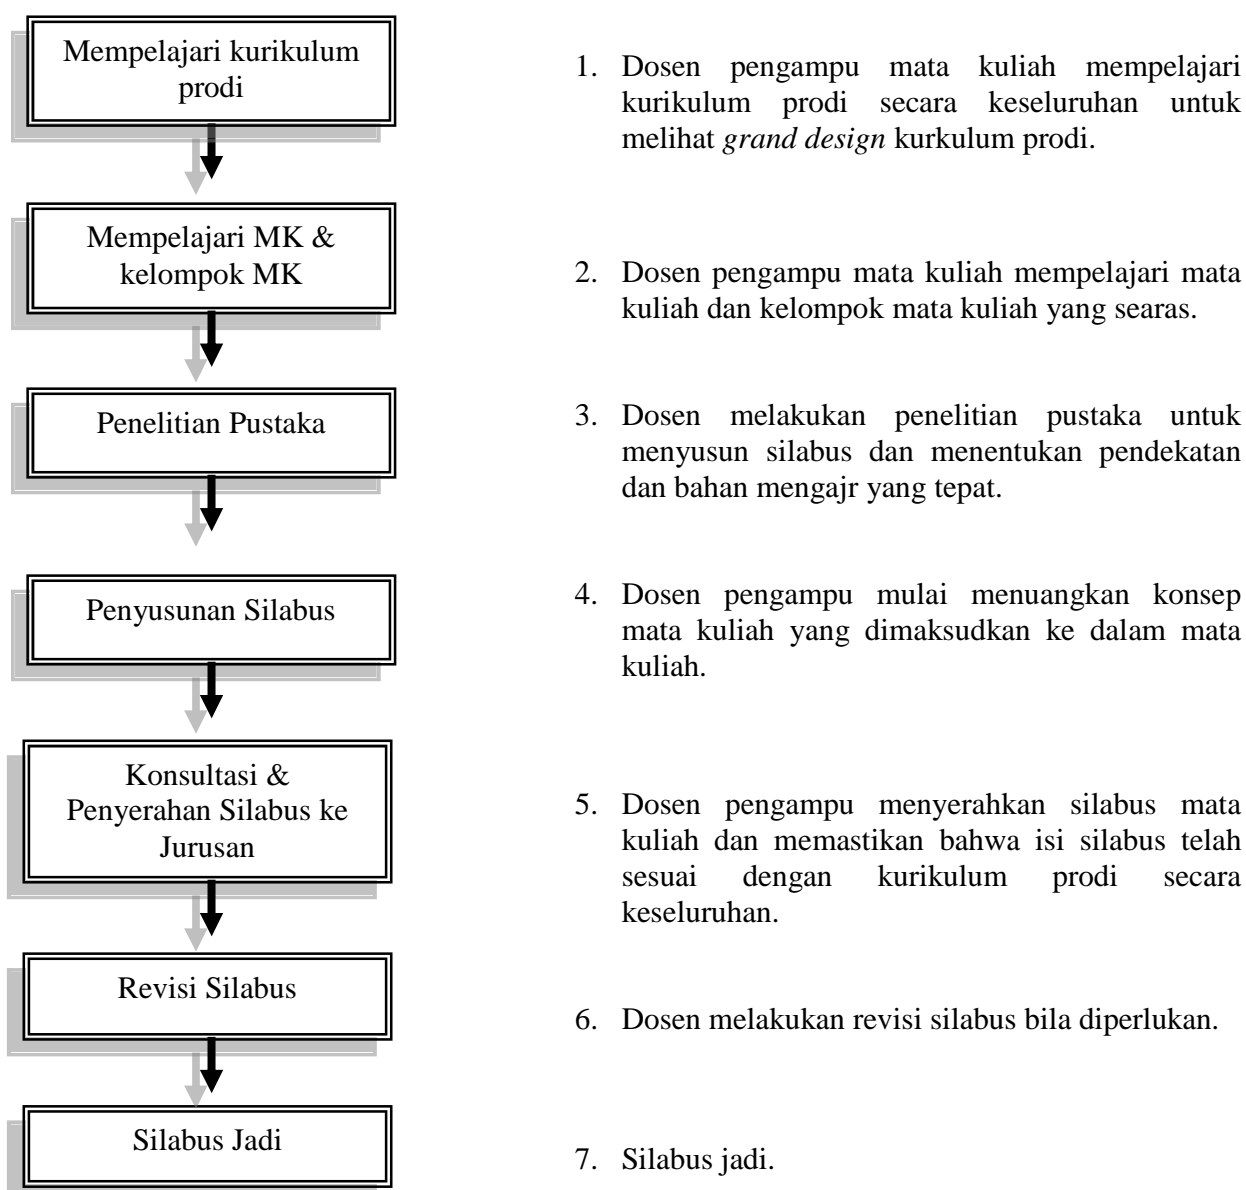 Mempelajari kurikulum
prodi
1. Dosen pengampu mata kuliah mempelajari
kurikulum prodi secara keseluruhan untuk
melihat grand design kurkulum prodi.
Mempelajari MK &
kelompok MK
2. Dosen pengampu mata kuliah mempelajari mata
kuliah dan kelompok mata kuliah yang searas.
Penelitian Pustaka
3. Dosen melakukan penelitian pustaka untuk
menyusun silabus dan menentukan pendekatan
dan bahan mengajr yang tepat.
Penyusunan Silabus
4. Dosen pengampu mulai menuangkan konsep
mata kuliah yang dimaksudkan ke dalam mata
kuliah.
Konsultasi &
Penyerahan Silabus ke
Jurusan
5. Dosen pengampu menyerahkan silabus mata
kuliah dan memastikan bahwa isi silabus telah
sesuai dengan kurikulum prodi secara
keseluruhan.
Revisi Silabus
6. Dosen melakukan revisi silabus bila diperlukan.
Silabus Jadi
7. Silabus jadi.